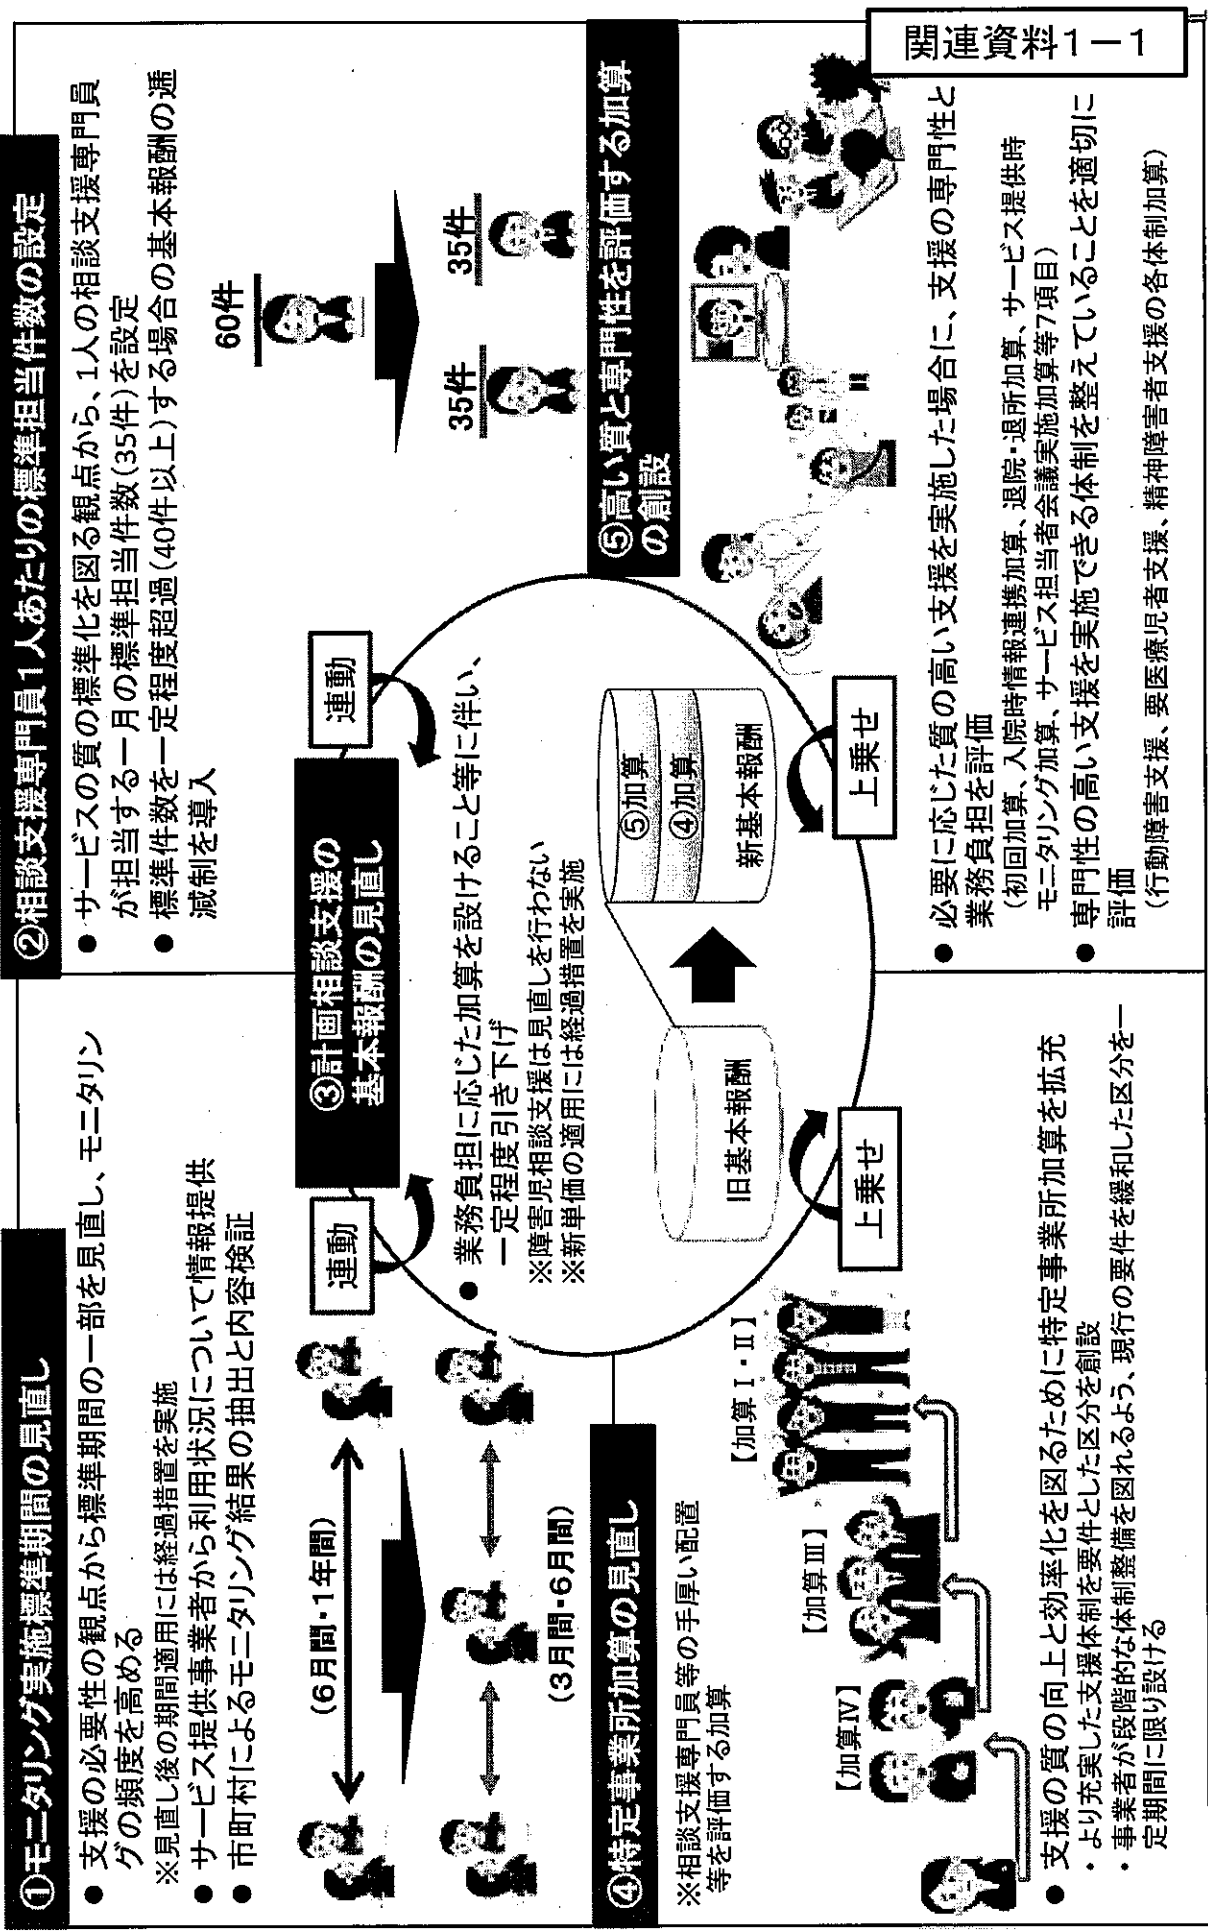 関連資料1－1
①モニタリング実施標準期間の見直し
● 支援の必要性の観点から標準期間の一部を見直し、モニタリン
グの頻度を高める
※見直し後の期間適用には経過措置を実施
● サービス提供事業者から利用状況について情報提供
● 市町村によるモニタリング結果の抽出と内容検証
(6月間・1年間)
(3月間・6月間)
②相談支援専門員1人あたりの標準担当件数の設定
● サービスの質の標準化を図る観点から、1人の相談支援専門員
が担当する一月の標準担当件数(35件)を設定
● 標準件数を一定程度超過(40件以上)する場合の基本報酬の逓
減制を導入
60件
35件
35件
③計画相談支援の
基本報酬の見直し
連動
連動
● 業務負担に応じた加算を設けること等に伴い、
一定程度引き下げ
※障害児相談支援は見直しを行わない
※新単価の適用には経過措置を実施
旧基本報酬
⑤加算
④加算
新基本報酬
上乗せ
上乗せ
④特定事業所加算の見直し
※相談支援専門員等の手厚い配置
等を評価する加算
【加算Ⅳ】
【加算Ⅲ】
【加算Ⅰ・Ⅱ】
● 支援の質の向上と効率化を図るために特定事業所加算を拡充
・ より充実した支援体制を要件とした区分を創設
・ 事業者が段階的な体制整備を図れるよう、現行の要件を緩和した区分を一
定期間に限り設ける
⑤高い質と専門性を評価する加算
の創設
● 必要に応じた質の高い支援を実施した場合に、支援の専門性と
業務負担を評価
(初回加算、入院時情報連携加算、退院・退所加算、サービス提供時
モニタリング加算、サービス担当者会議実施加算等7項目)
● 専門性の高い支援を実施できる体制を整えていることを適切に
評価
(行動障害支援、要医療児者支援、精神障害者支援の各体制加算)